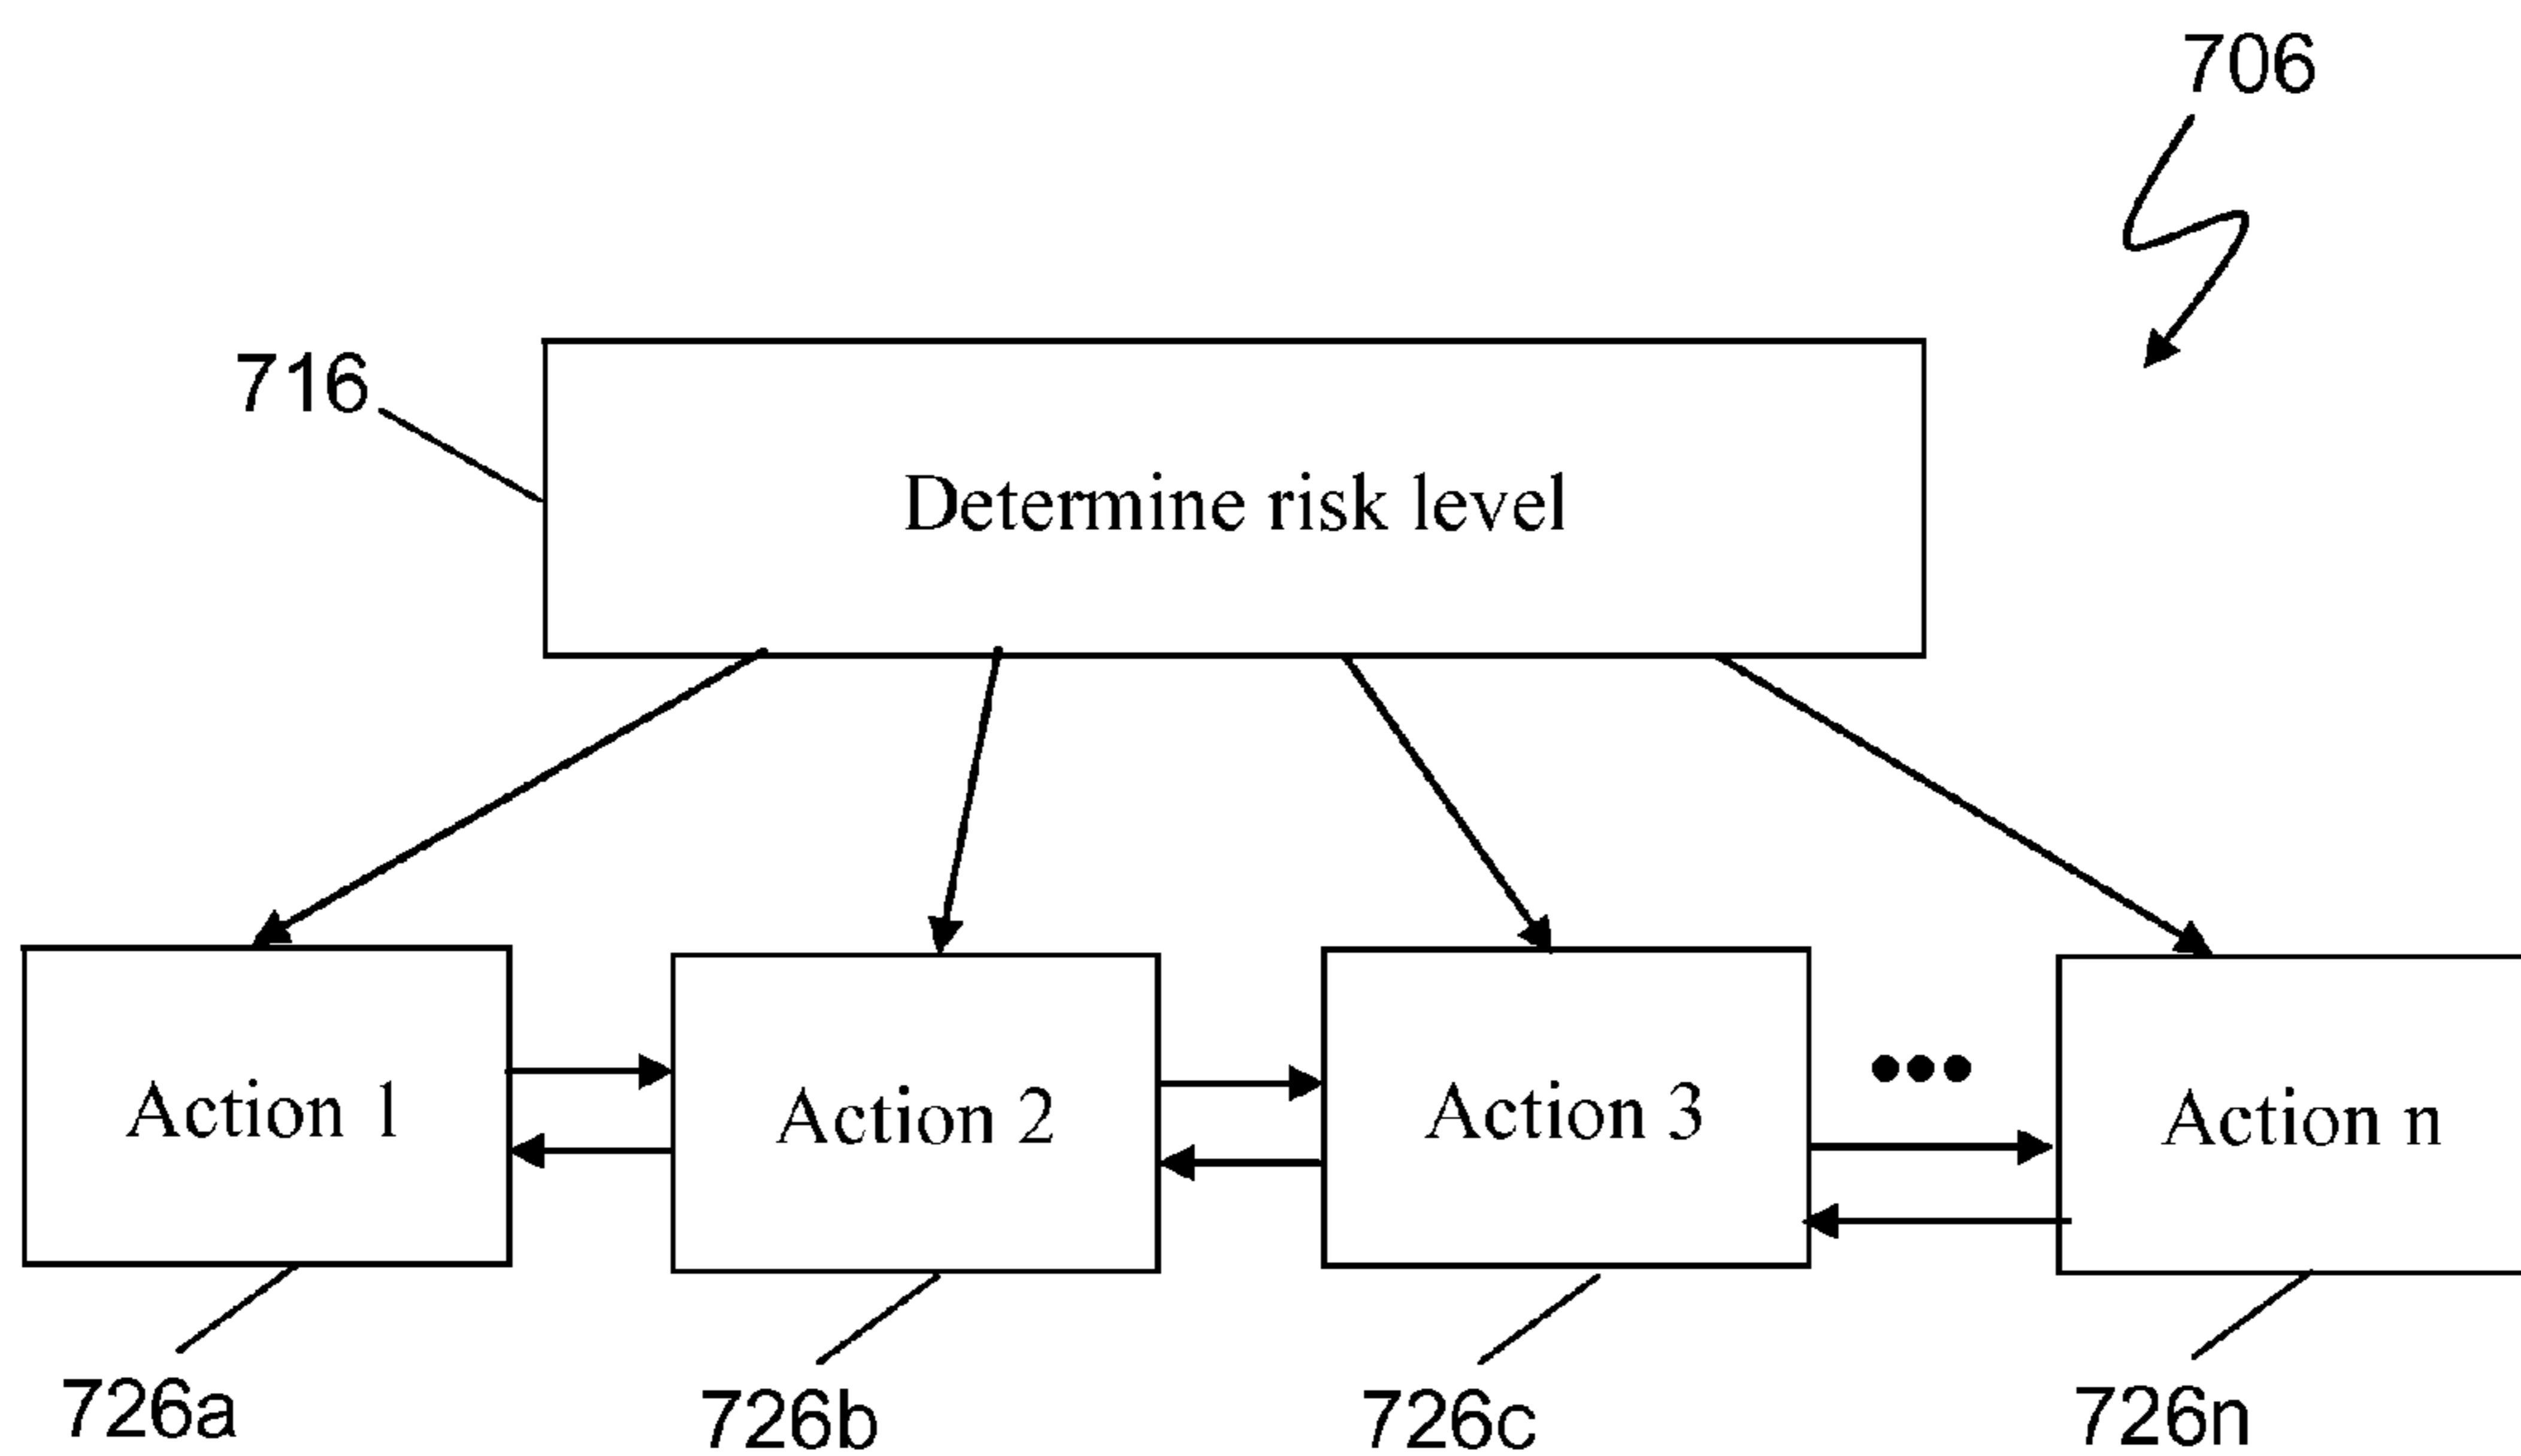 706
716
Determine risk level
Action 1
Action 2
Action 3
Action n
726a
726b
726c
726n